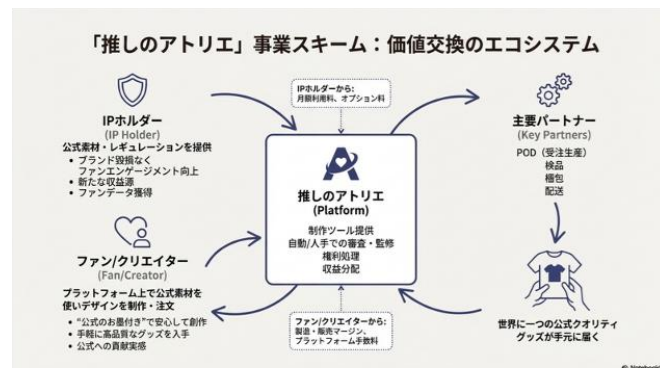 「推しのアトリエ」事業スキーム：価値交換のエコシステム
IPホルダー
(IP Holder)
公式素材・レギュレーションを提供
• ブランド毀損なく
ファンエンゲージメント向上
• 新たな収益源
• ファンデータ獲得
ファン/クリエイター
(Fan/Creator)
プラットフォーム上で公式素材を
使いデザインを制作・注文
• “公式のお墨付き”で安心して創作
• 手軽に高品質なグッズを入手
• 公式への貢献実感
IPホルダーから:
月額利用料、オプション料
推しのアトリエ
(Platform)
制作ツール提供
自動/人手での審査・監修
権利処理
収益分配
ファン/クリエイターから:
製造・販売マージン、
プラットフォーム手数料
主要パートナー
(Key Partners)
POD（受注生産）
検品
梱包
配送
世界に一つの公式クオリティ
グッズが手元に届く